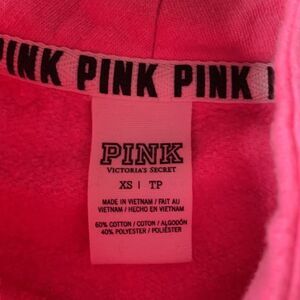 PINK PINK PINK
PINK
VICTORIA'S SECRET
XS | TP
MADE IN VIETNAM / FAIT AU
VIETNAM / HECHO EN VIETNAM
60% COTTON / COTON / ALGODÓN
40% POLYESTER / POLIÉSTER